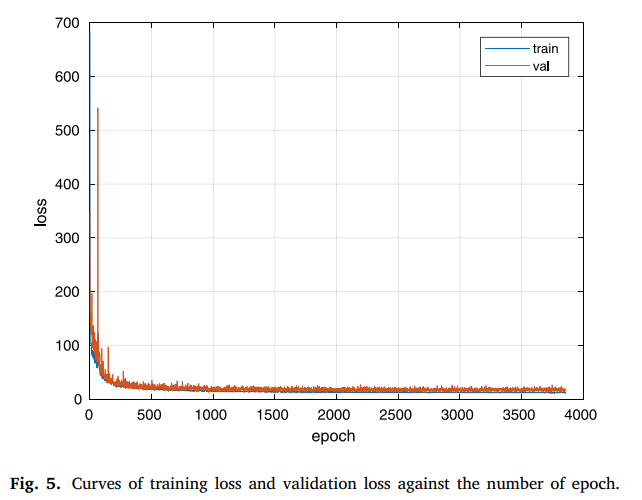 700
600
500
400
300
200
100
0
loss
train
val
0 500 1000 1500 2000 2500 3000 3500 4000
epoch
Fig. 5. Curves of training loss and validation loss against the number of epoch.